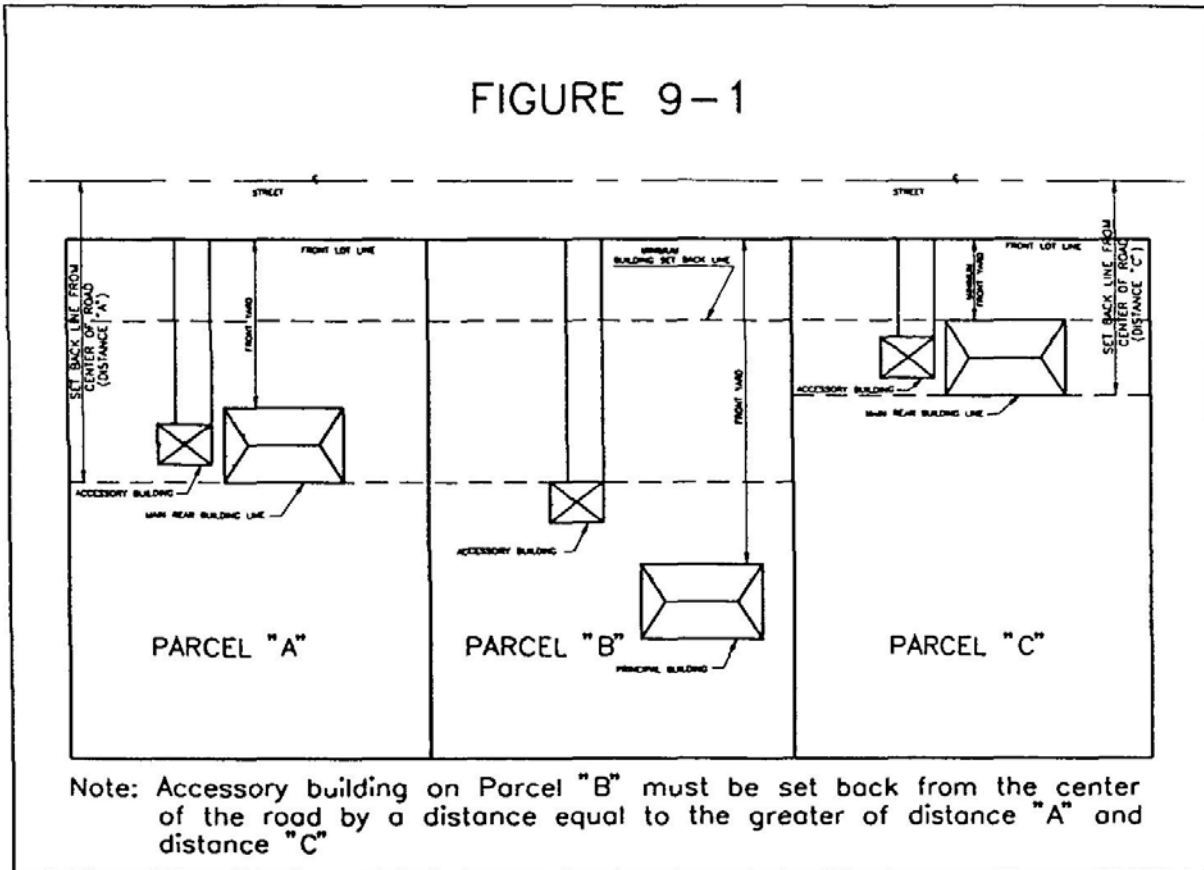 FIGURE 9-1
℄
STREET
℄
STREET
SET BACK LINE FROM
CENTER OF ROAD
(DISTANCE "A")
FRONT LOT LINE
FRONT YARD
ACCESSORY BUILDING
MAIN REAR BUILDING LINE
PARCEL "A"
MINIMUM
BUILDING SET BACK LINE
FRONT YARD
ACCESSORY BUILDING
PARCEL "B"
PRINCIPAL BUILDING
FRONT LOT LINE
MINIMUM
FRONT YARD
SET BACK LINE FROM
CENTER OF ROAD
(DISTANCE "C")
ACCESSORY BUILDING
MAIN REAR BUILDING LINE
PARCEL "C"
Note: Accessory building on Parcel "B" must be set back from the center
of the road by a distance equal to the greater of distance "A" and
distance "C"